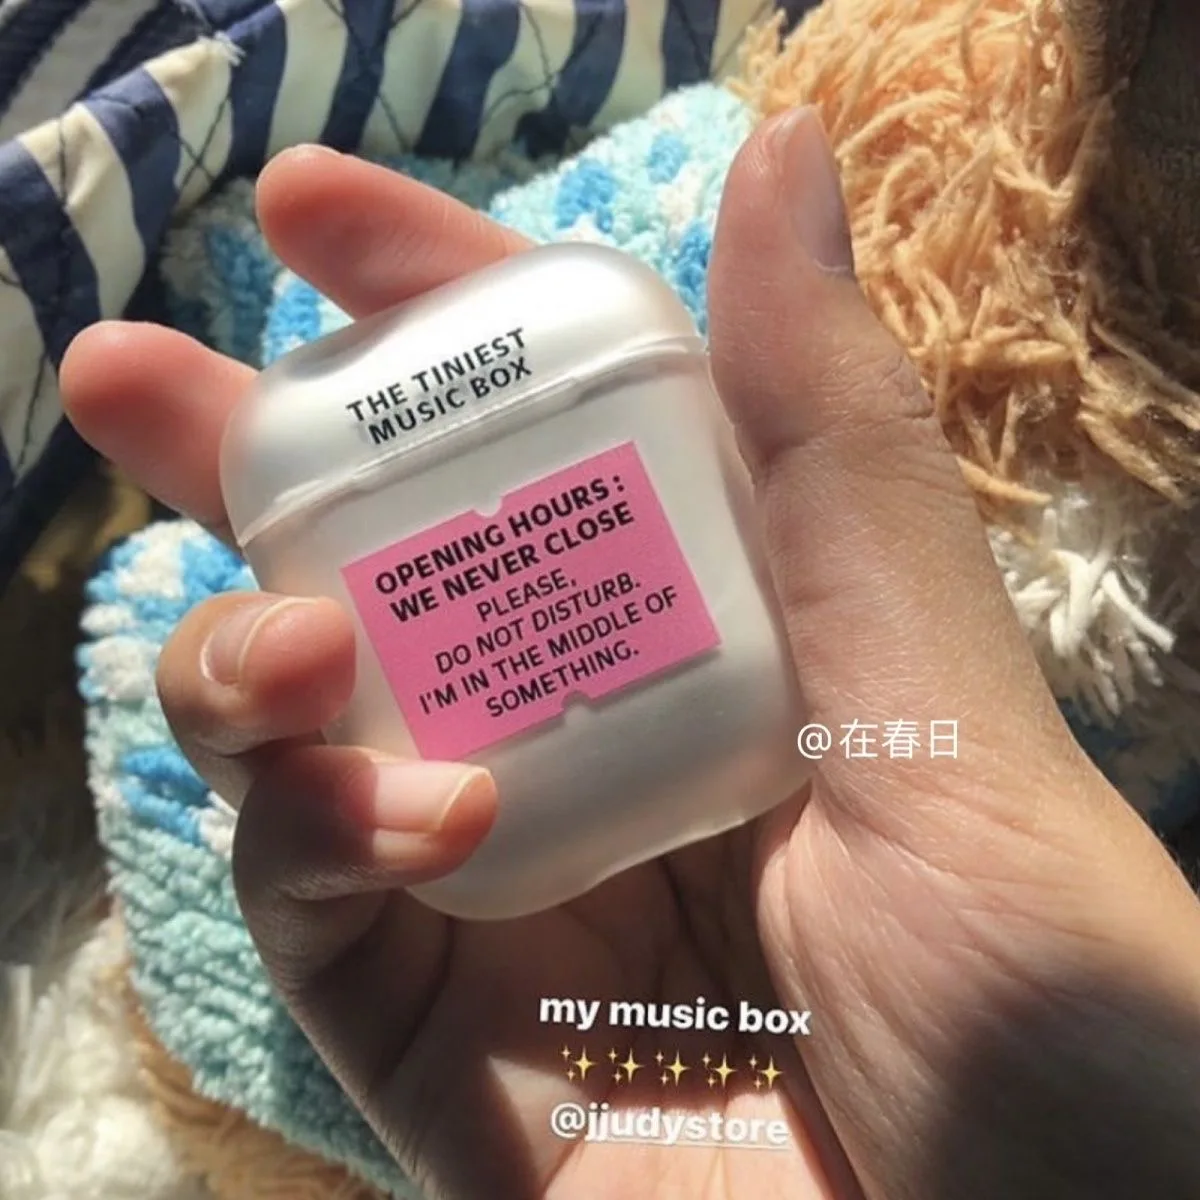 THE TINIEST
MUSIC BOX
OPENING HOURS :
WE NEVER CLOSE
PLEASE,
DO NOT DISTURB.
I'M IN THE MIDDLE OF
SOMETHING.
@在春日
my music box
@jjudystore